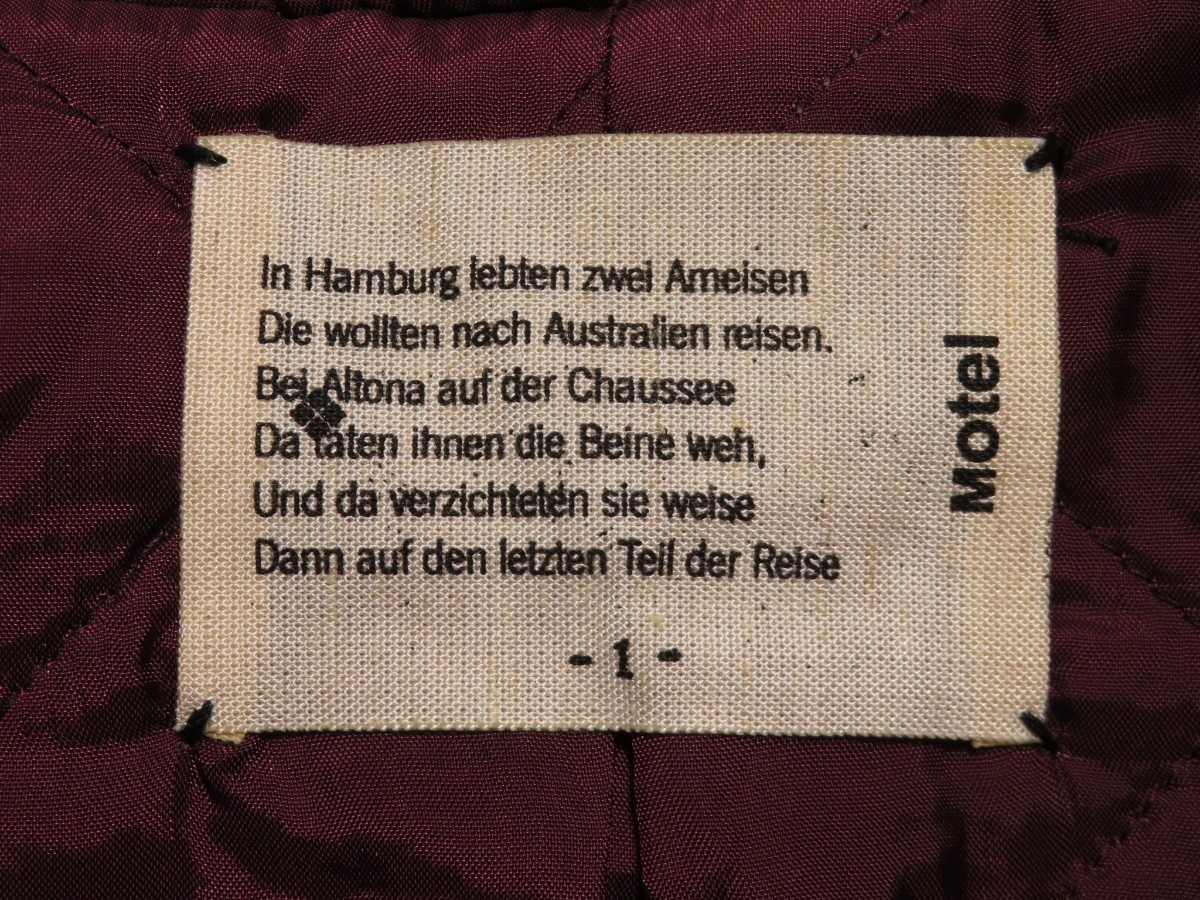 In Hamburg lebten zwei Ameisen
Die wollten nach Australien reisen.
Bei Altona auf der Chaussee
Da taten ihnen die Beine weh,
Und da verzichteten sie weise
Dann auf den letzten Teil der Reise
- 1 -
Motel